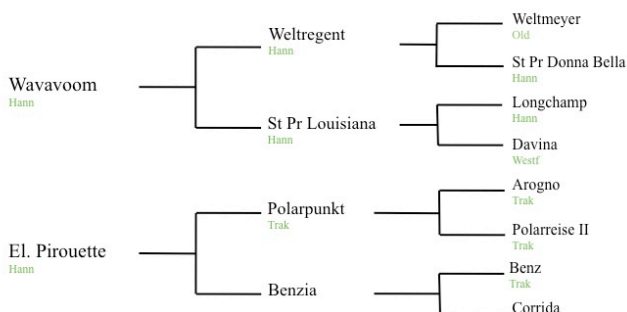 Weltmeyer
Old
Weltregent
Hann
St Pr Donna Bella
Hann
Wavavoom
Hann
Longchamp
Hann
St Pr Louisiana
Hann
Davina
Westf
Arogno
Trak
Polarpunkt
Trak
Polarreise II
Trak
El. Pirouette
Hann
Benz
Trak
Benzia
Corrida